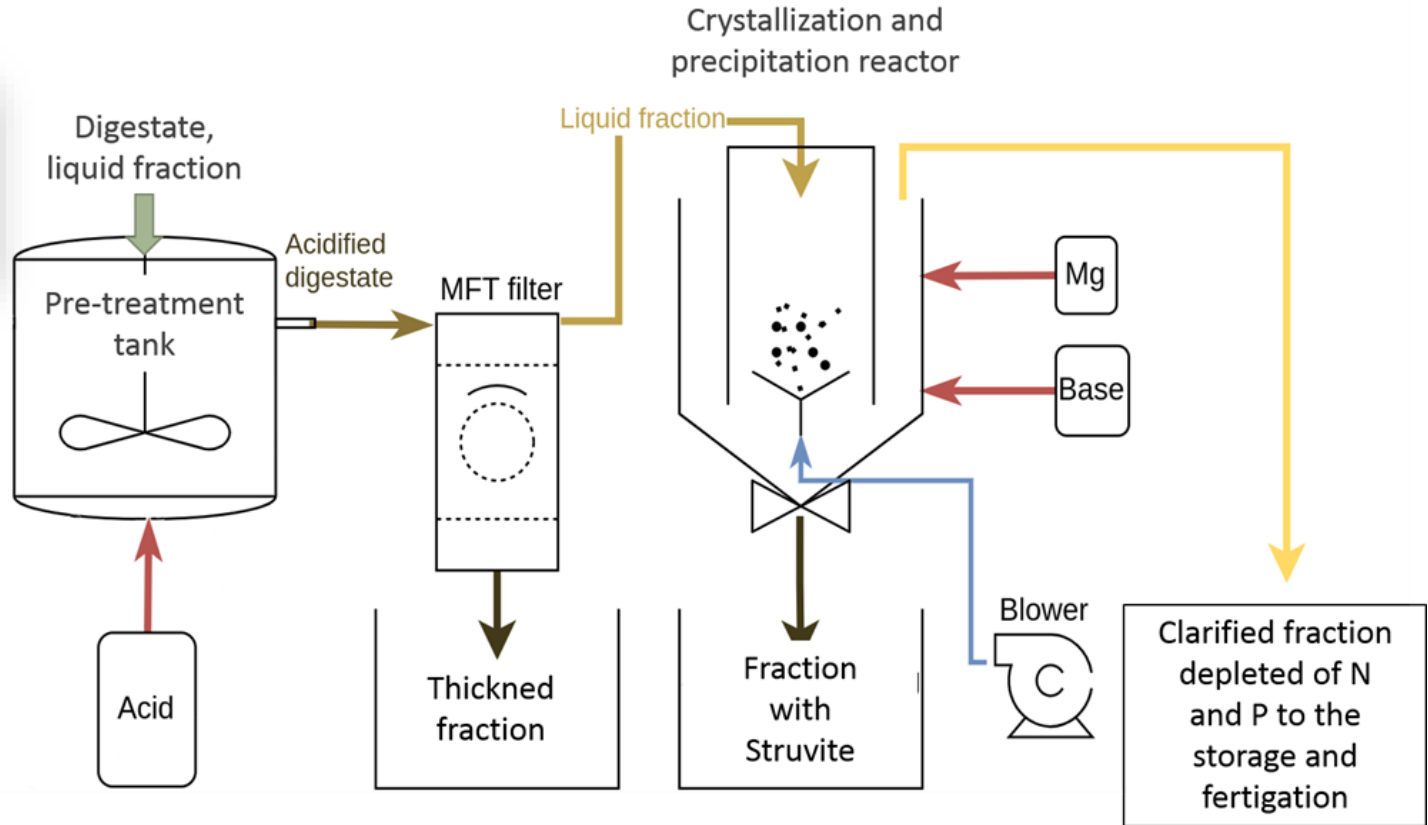 Crystallization and
precipitation reactor
Digestate,
liquid fraction
Liquid fraction
Acidified
digestate
MFT filter
Pre-treatment
tank
Mg
Base
Acid
Thickned
fraction
Fraction
with
Struvite
Blower
C
Clarified fraction
depleted of N
and P to the
storage and
fertigation